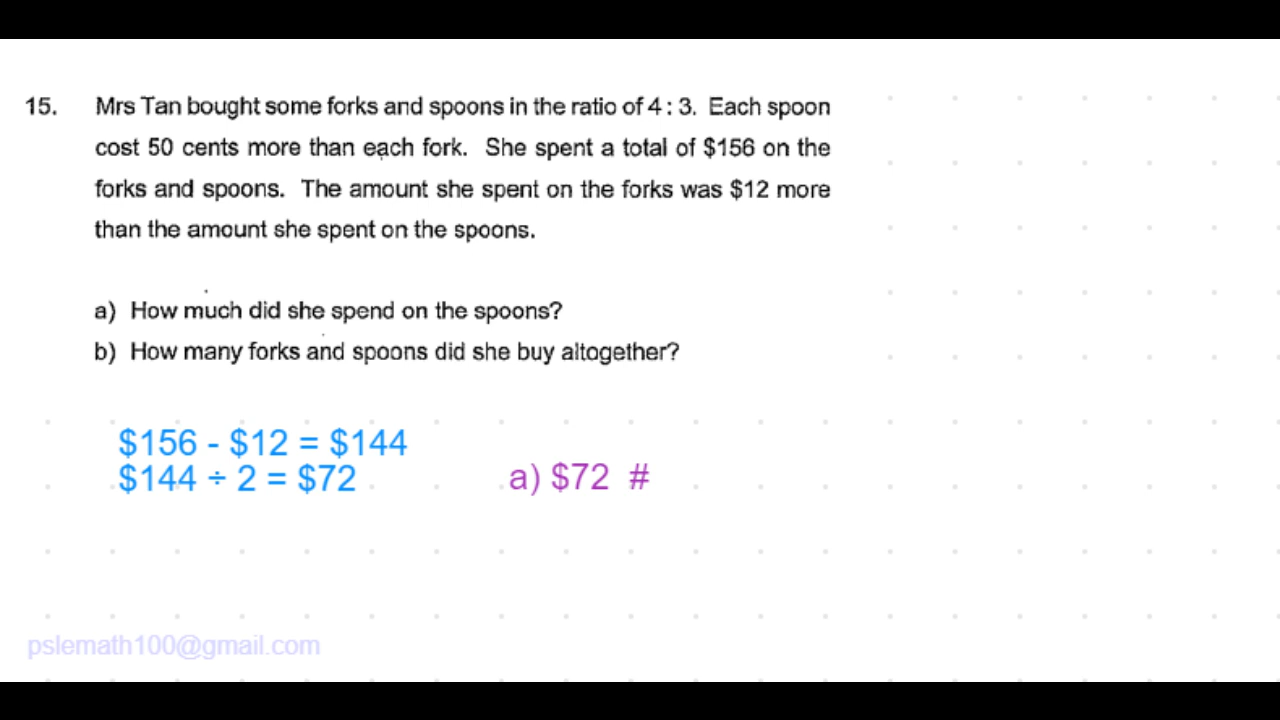 15. Mrs Tan bought some forks and spoons in the ratio of 4 : 3. Each spoon
cost 50 cents more than each fork. She spent a total of $156 on the
forks and spoons. The amount she spent on the forks was $12 more
than the amount she spent on the spoons.
a) How much did she spend on the spoons?
b) How many forks and spoons did she buy altogether?
$156 - $12 = $144
$144 ÷ 2 = $72 a) $72 #
pslemath100@gmail.com